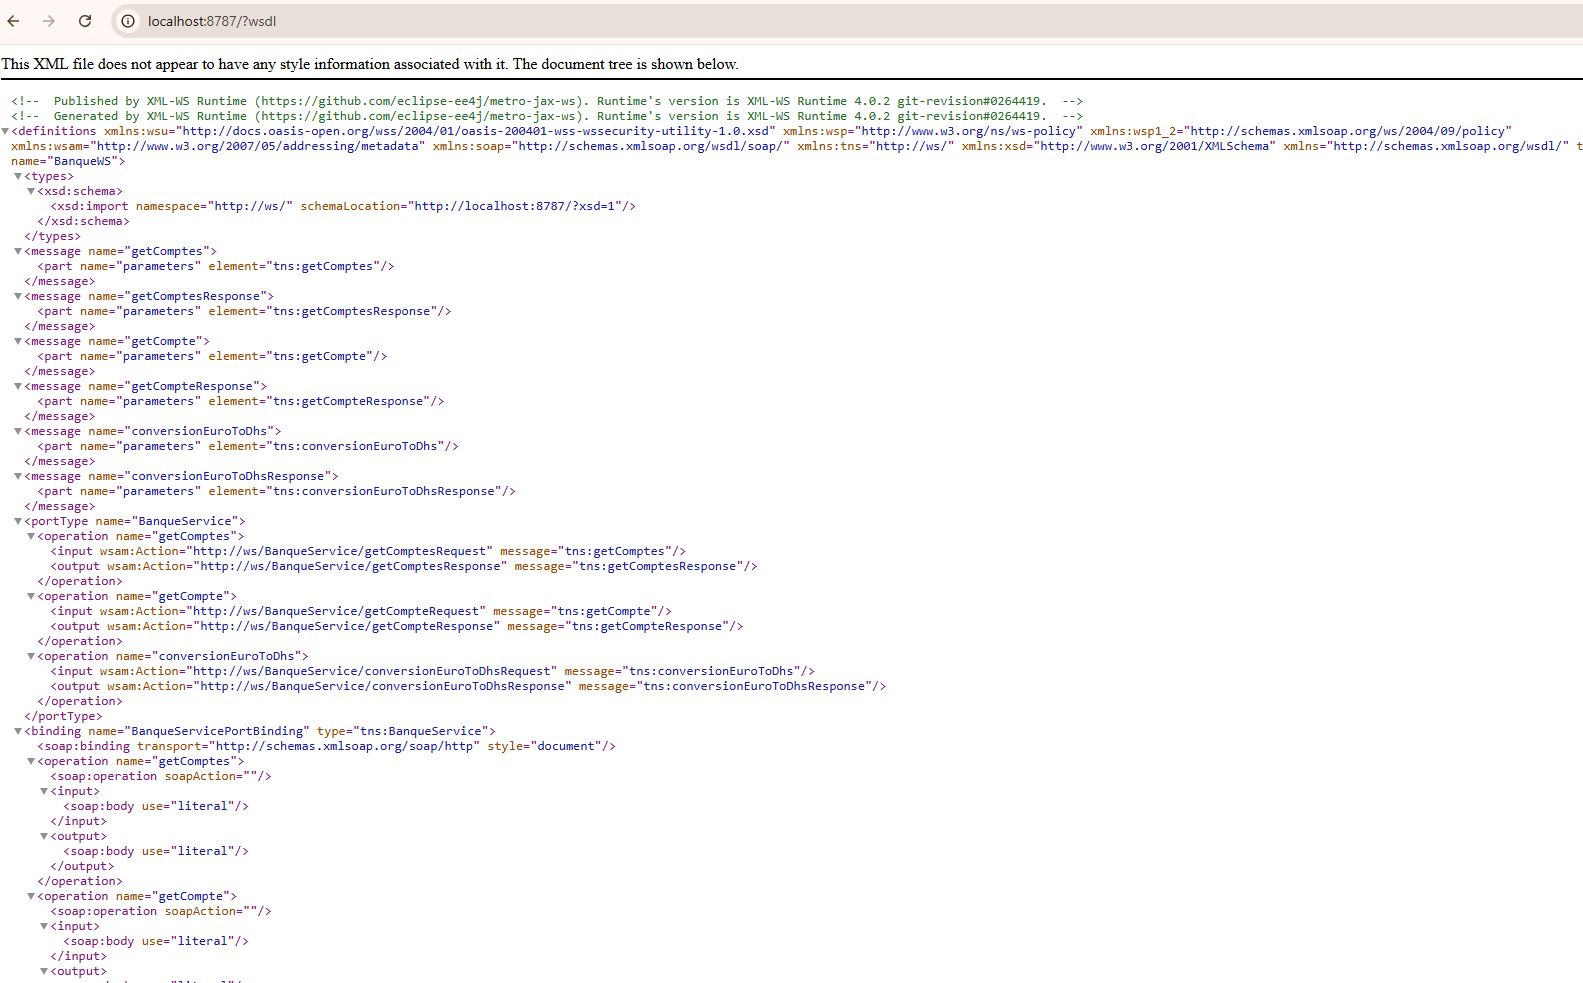 localhost:8787/?wsdl
This XML file does not appear to have any style information associated with it. The document tree is shown below.
<!--  Published by XML-WS Runtime (https://github.com/eclipse-ee4j/metro-jax-ws). Runtime's version is XML-WS Runtime 4.0.2 git-revision#0264419.  -->
<!--  Generated by XML-WS Runtime (https://github.com/eclipse-ee4j/metro-jax-ws). Runtime's version is XML-WS Runtime 4.0.2 git-revision#0264419.  -->
<definitions xmlns:wsu="http://docs.oasis-open.org/wss/2004/01/oasis-200401-wss-wssecurity-utility-1.0.xsd" xmlns:wsp="http://www.w3.org/ns/ws-policy" xmlns:wsp1_2="http://schemas.xmlsoap.org/ws/2004/09/policy"
xmlns:wsam="http://www.w3.org/2007/05/addressing/metadata" xmlns:soap="http://schemas.xmlsoap.org/wsdl/soap/" xmlns:tns="http://ws/" xmlns:xsd="http://www.w3.org/2001/XMLSchema" xmlns="http://schemas.xmlsoap.org/wsdl/" t
name="BanqueWS">
<types>
<xsd:schema>
<xsd:import namespace="http://ws/" schemaLocation="http://localhost:8787/?xsd=1"/>
</xsd:schema>
</types>
<message name="getComptes">
<part name="parameters" element="tns:getComptes"/>
</message>
<message name="getComptesResponse">
<part name="parameters" element="tns:getComptesResponse"/>
</message>
<message name="getCompte">
<part name="parameters" element="tns:getCompte"/>
</message>
<message name="getCompteResponse">
<part name="parameters" element="tns:getCompteResponse"/>
</message>
<message name="conversionEuroToDhs">
<part name="parameters" element="tns:conversionEuroToDhs"/>
</message>
<message name="conversionEuroToDhsResponse">
<part name="parameters" element="tns:conversionEuroToDhsResponse"/>
</message>
<portType name="BanqueService">
<operation name="getComptes">
<input wsam:Action="http://ws/BanqueService/getComptesRequest" message="tns:getComptes"/>
<output wsam:Action="http://ws/BanqueService/getComptesResponse" message="tns:getComptesResponse"/>
</operation>
<operation name="getCompte">
<input wsam:Action="http://ws/BanqueService/getCompteRequest" message="tns:getCompte"/>
<output wsam:Action="http://ws/BanqueService/getCompteResponse" message="tns:getCompteResponse"/>
</operation>
<operation name="conversionEuroToDhs">
<input wsam:Action="http://ws/BanqueService/conversionEuroToDhsRequest" message="tns:conversionEuroToDhs"/>
<output wsam:Action="http://ws/BanqueService/conversionEuroToDhsResponse" message="tns:conversionEuroToDhsResponse"/>
</operation>
</portType>
<binding name="BanqueServicePortBinding" type="tns:BanqueService">
<soap:binding transport="http://schemas.xmlsoap.org/soap/http" style="document"/>
<operation name="getComptes">
<soap:operation soapAction=""/>
<input>
<soap:body use="literal"/>
</input>
<output>
<soap:body use="literal"/>
</output>
</operation>
<operation name="getCompte">
<soap:operation soapAction=""/>
<input>
<soap:body use="literal"/>
</input>
<output>